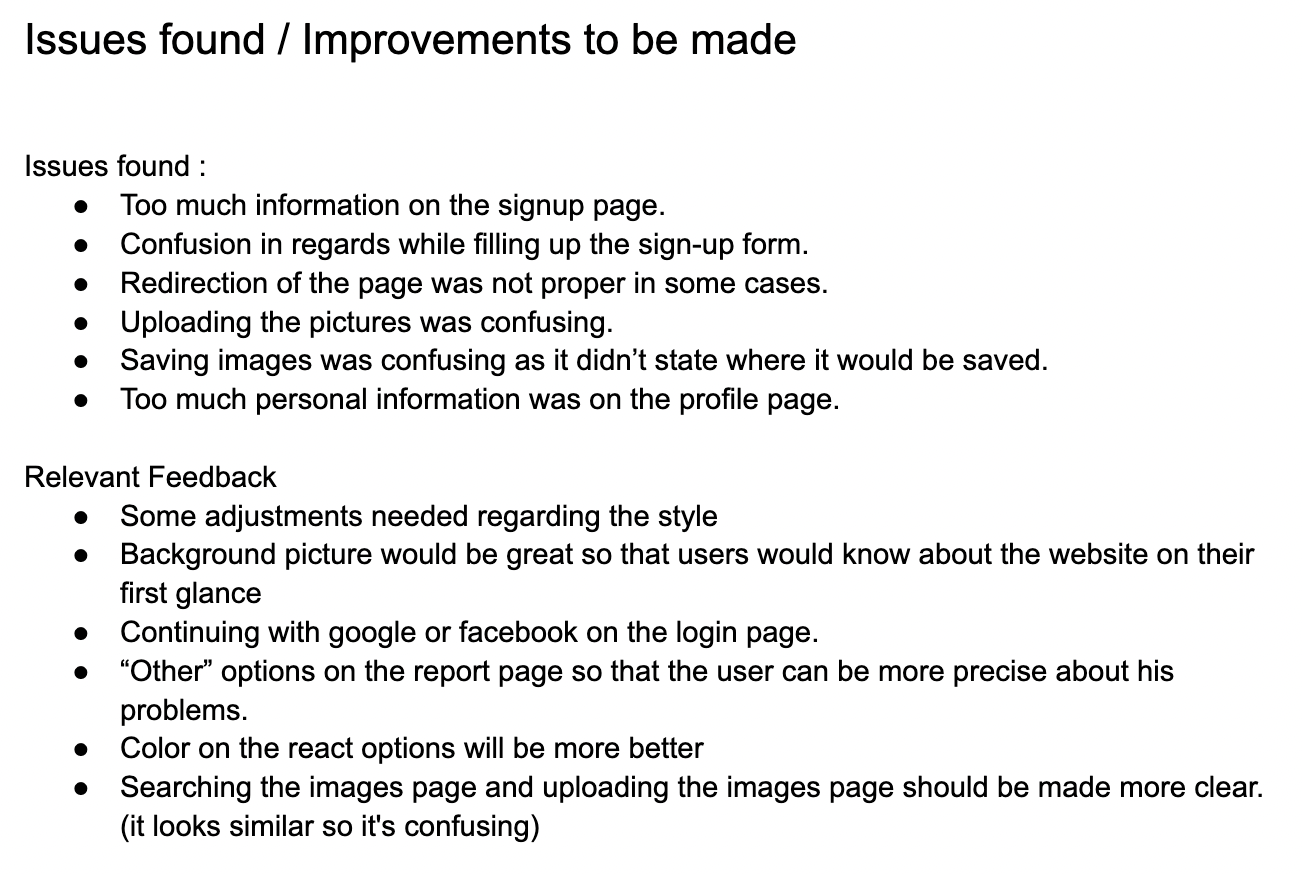 Issues found / Improvements to be made
Issues found :
● Too much information on the signup page.
● Confusion in regards while filling up the sign-up form.
● Redirection of the page was not proper in some cases.
● Uploading the pictures was confusing.
● Saving images was confusing as it didn’t state where it would be saved.
● Too much personal information was on the profile page.
Relevant Feedback
● Some adjustments needed regarding the style
● Background picture would be great so that users would know about the website on their
first glance
● Continuing with google or facebook on the login page.
● “Other” options on the report page so that the user can be more precise about his
problems.
● Color on the react options will be more better
● Searching the images page and uploading the images page should be made more clear.
(it looks similar so it's confusing)